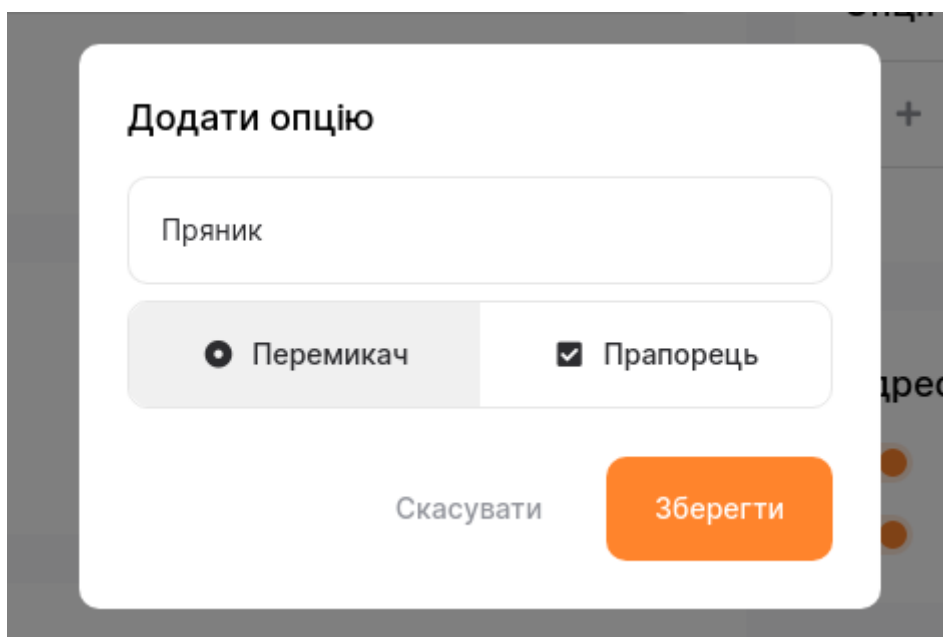 Додати опцію
Пряник
Перемикач
Прапорець
Скасувати
Зберегти